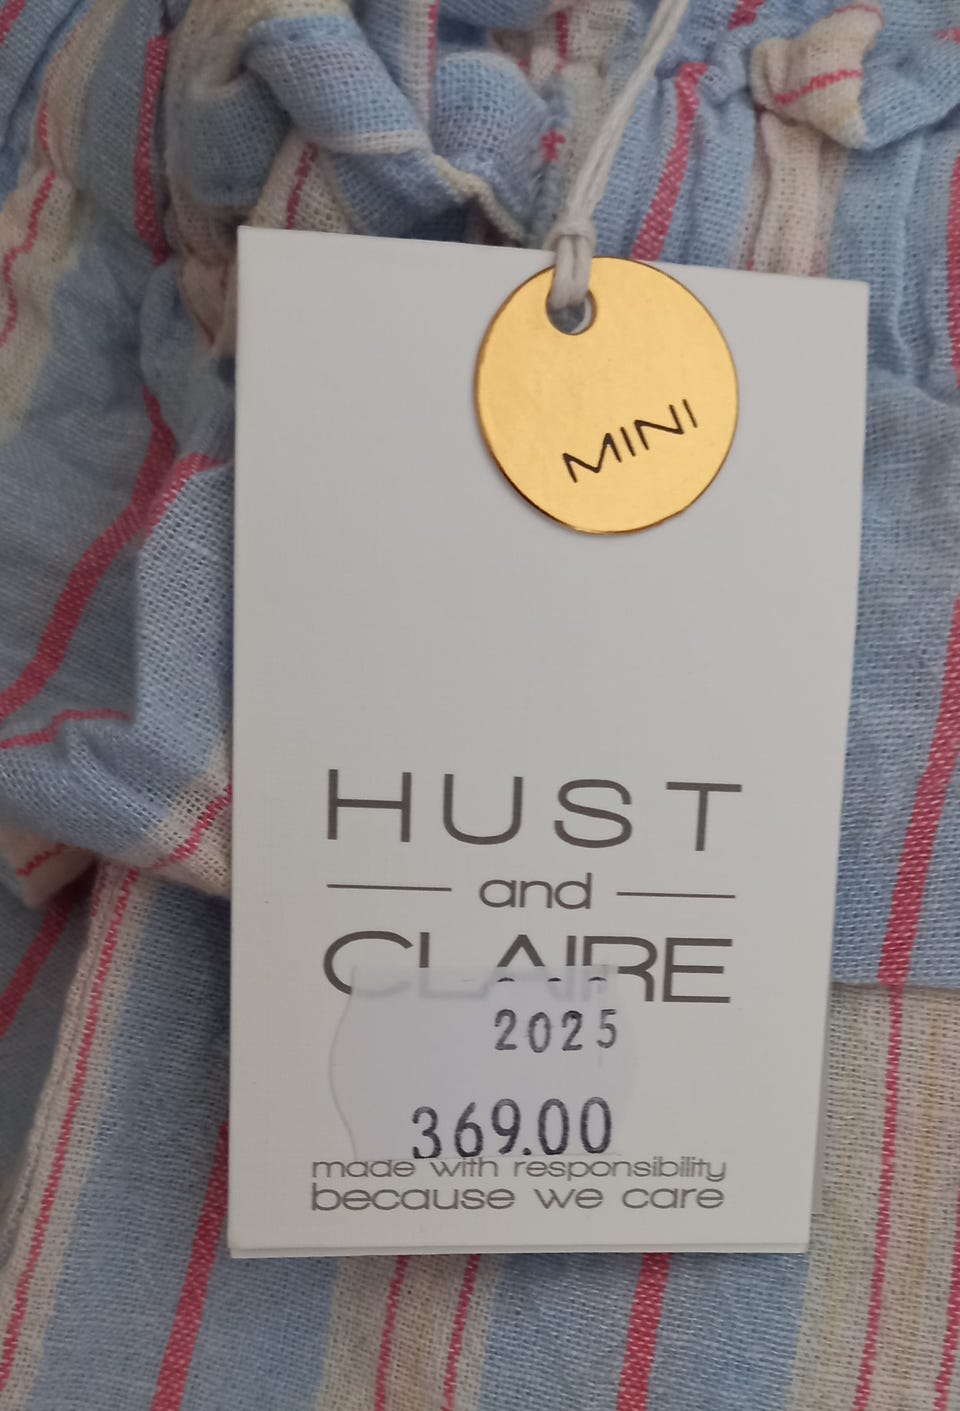 MINI
HUST
and
CLAIRE
2025
369.00
made with responsibility
because we care